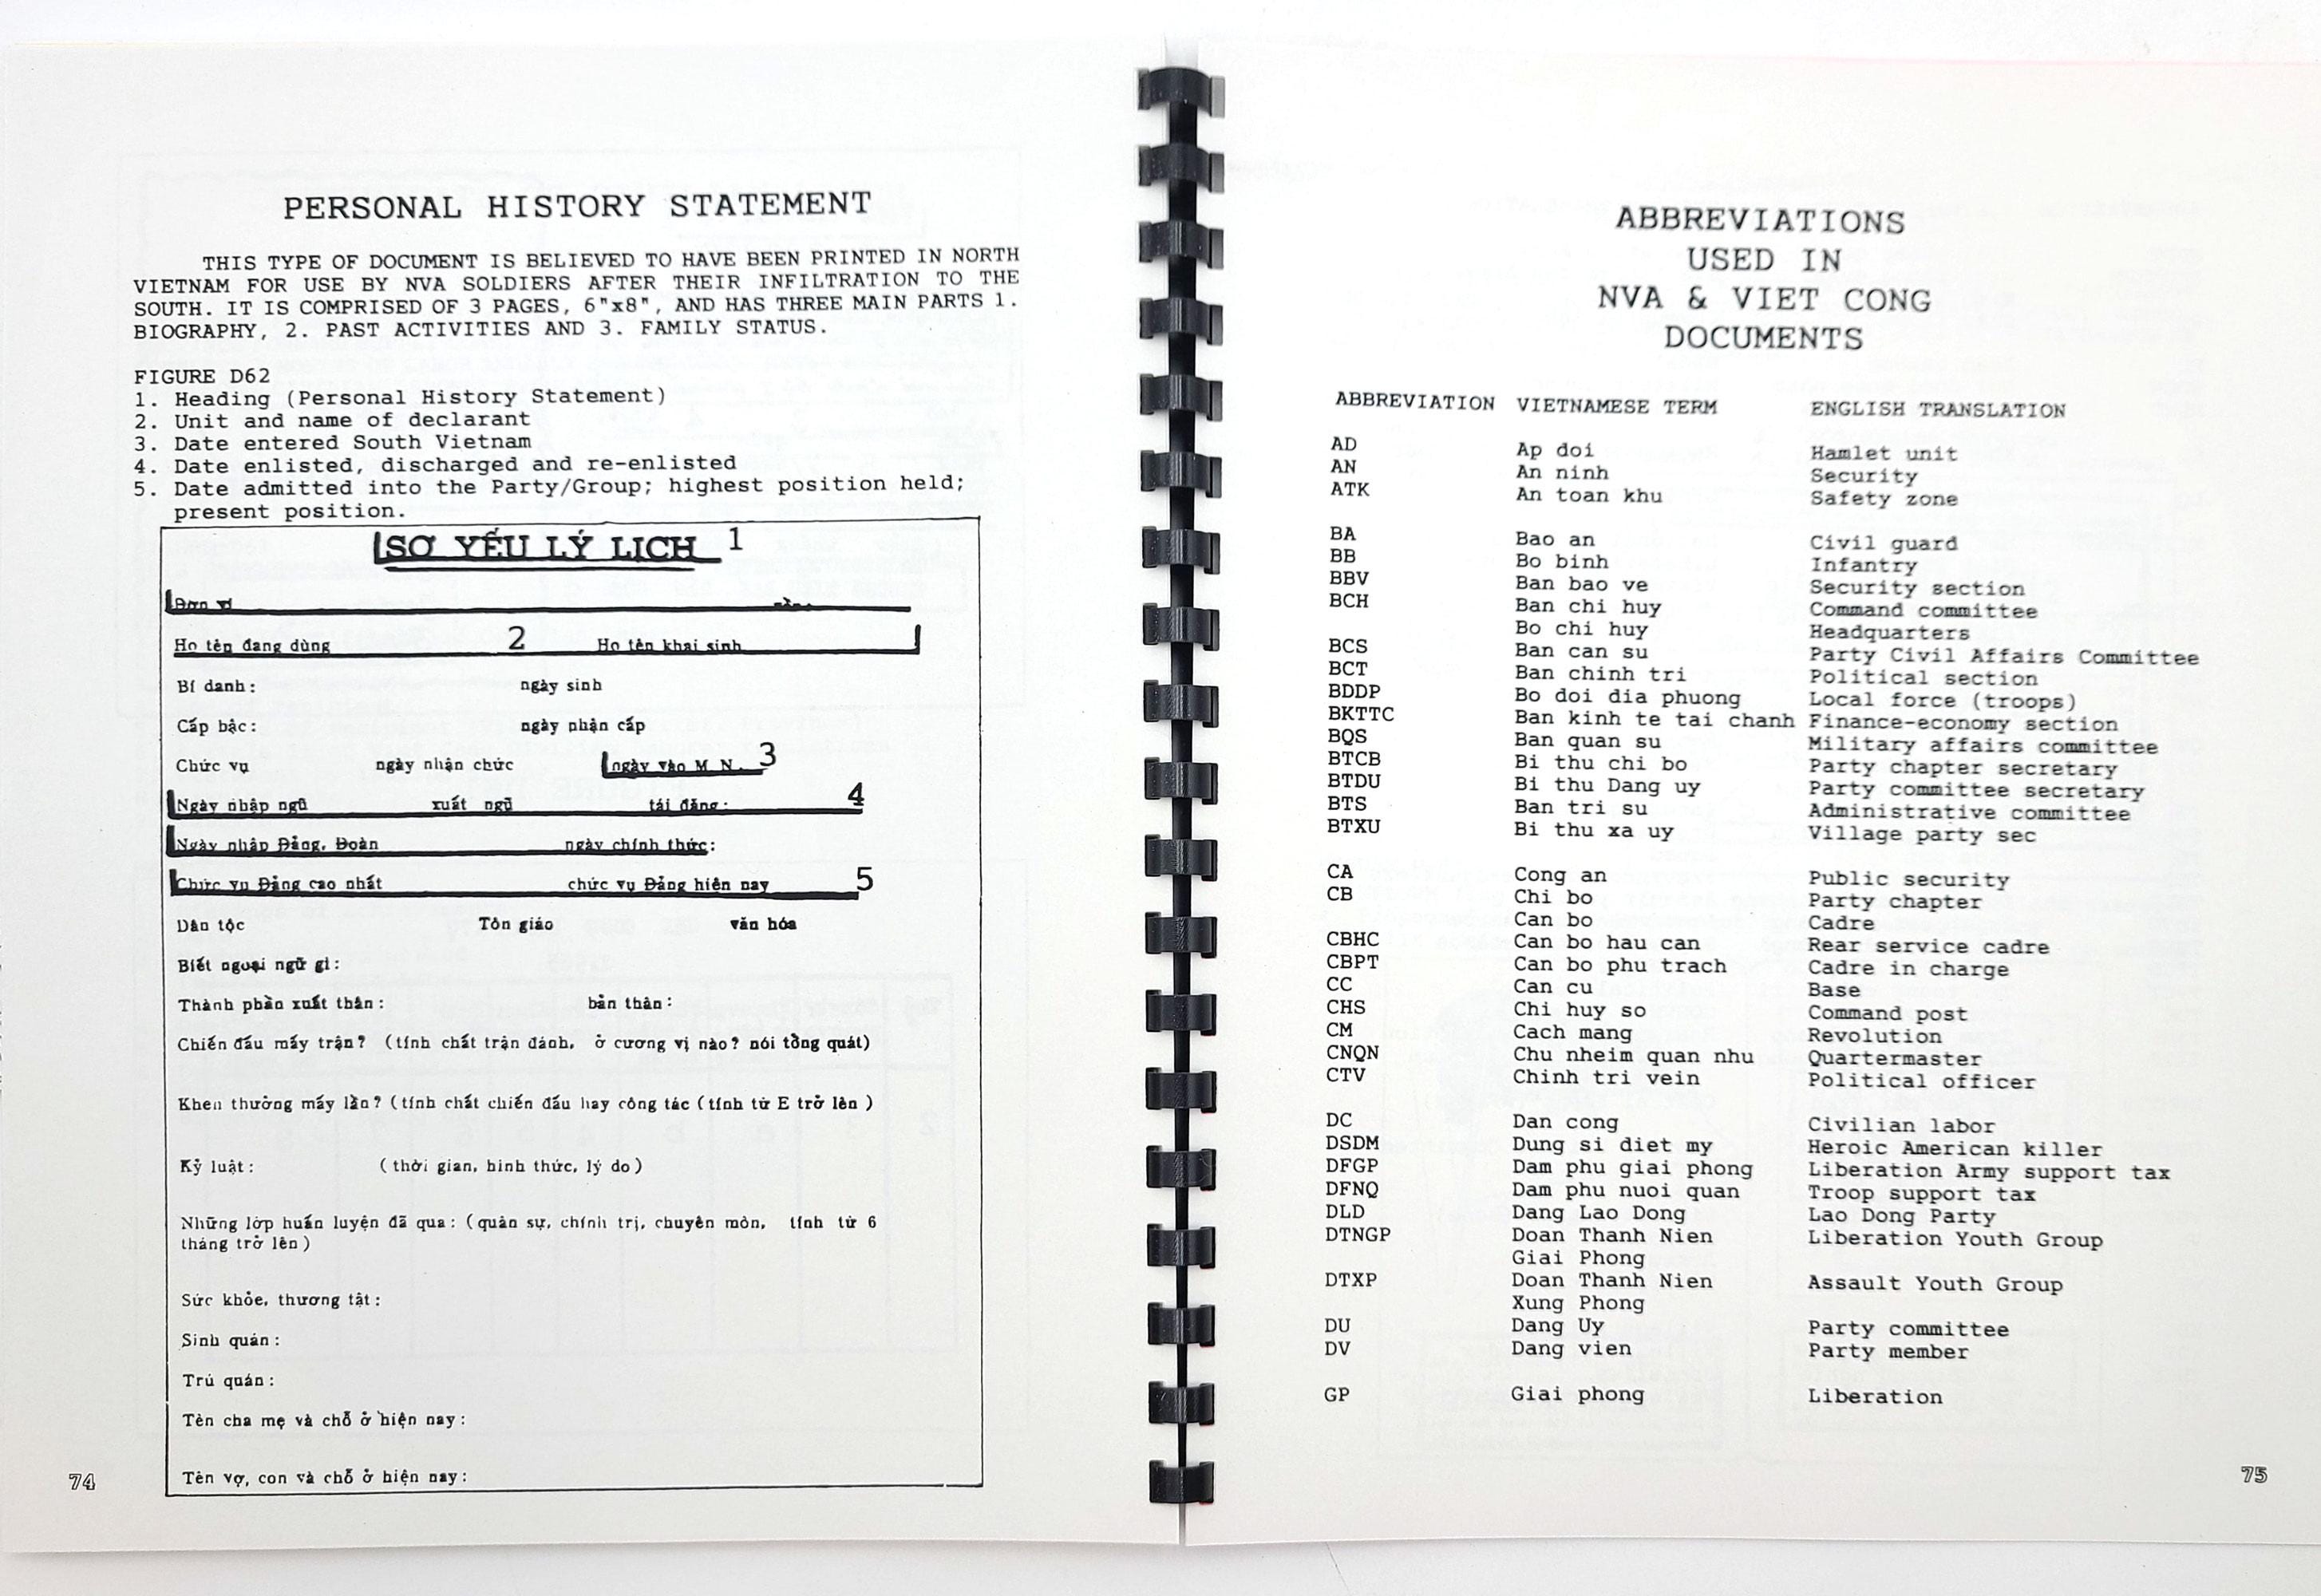 PERSONAL HISTORY STATEMENT
THIS TYPE OF DOCUMENT IS BELIEVED TO HAVE BEEN PRINTED IN NORTH
VIETNAM FOR USE BY NVA SOLDIERS AFTER THEIR INFILTRATION TO THE
SOUTH. IT IS COMPRISED OF 3 PAGES, 6"x8", AND HAS THREE MAIN PARTS 1.
BIOGRAPHY, 2. PAST ACTIVITIES AND 3. FAMILY STATUS.
FIGURE D62
1. Heading (Personal History Statement)
2. Unit and name of declarant
3. Date entered South Vietnam
4. Date enlisted, discharged and re-enlisted
5. Date admitted into the Party/Group; highest position held;
present position.
SƠ YẾU LÝ LỊCH 1
Đơn vị
Họ tên đang dùng 2 Họ tên khai sinh
Bí danh: ngày sinh
Cấp bậc: ngày nhận cấp
Chức vụ ngày nhận chức ngày vào M N. 3
Ngày nhập ngũ xuất ngũ tái đăng: 4
Ngày nhập Đảng, Đoàn ngày chính thức:
Chức vụ Đảng cao nhất chức vụ Đảng hiện nay 5
Dân tộc Tôn giáo văn hóa
Biết ngoại ngữ gì:
Thành phần xuất thân: bản thân:
Chiến đấu mấy trận? (tính chất trận đánh, ở cương vị nào? nói tổng quát)
Khen thưởng mấy lần? (tính chất chiến đấu hay công tác (tính từ E trở lên)
Kỷ luật: (thời gian, hình thức, lý do)
Những lớp huấn luyện đã qua: (quân sự, chính trị, chuyên môn, tính từ 6
tháng trở lên)
Sức khỏe, thương tật:
Sinh quán:
Trú quán:
Tên cha mẹ và chỗ ở hiện nay:
Tên vợ, con và chỗ ở hiện nay:
74
ABBREVIATIONS
USED IN
NVA & VIET CONG
DOCUMENTS
ABBREVIATION VIETNAMESE TERM ENGLISH TRANSLATION
AD Ap doi Hamlet unit
AN An ninh Security
ATK An toan khu Safety zone
BA Bao an Civil guard
BB Bo binh Infantry
BBV Ban bao ve Security section
BCH Ban chi huy Command committee
Bo chi huy Headquarters
BCS Ban can su Party Civil Affairs Committee
BCT Ban chinh tri Political section
BDDP Bo doi dia phuong Local force (troops)
BKTTC Ban kinh te tai chanh Finance-economy section
BQS Ban quan su Military affairs committee
BTCB Bi thu chi bo Party chapter secretary
BTDU Bi thu Dang uy Party committee secretary
BTS Ban tri su Administrative committee
BTXU Bi thu xa uy Village party sec
CA Cong an Public security
CB Chi bo Party chapter
Can bo Cadre
CBHC Can bo hau can Rear service cadre
CBPT Can bo phu trach Cadre in charge
CC Can cu Base
CHS Chi huy so Command post
CM Cach mang Revolution
CNQN Chu nheim quan nhu Quartermaster
CTV Chinh tri vein Political officer
DC Dan cong Civilian labor
DSDM Dung si diet my Heroic American killer
DFGP Dam phu giai phong Liberation Army support tax
DFNQ Dam phu nuoi quan Troop support tax
DLD Dang Lao Dong Lao Dong Party
DTNGP Doan Thanh Nien Liberation Youth Group
Giai Phong
DTXP Doan Thanh Nien Assault Youth Group
Xung Phong
DU Dang Uy Party committee
DV Dang vien Party member
GP Giai phong Liberation
75